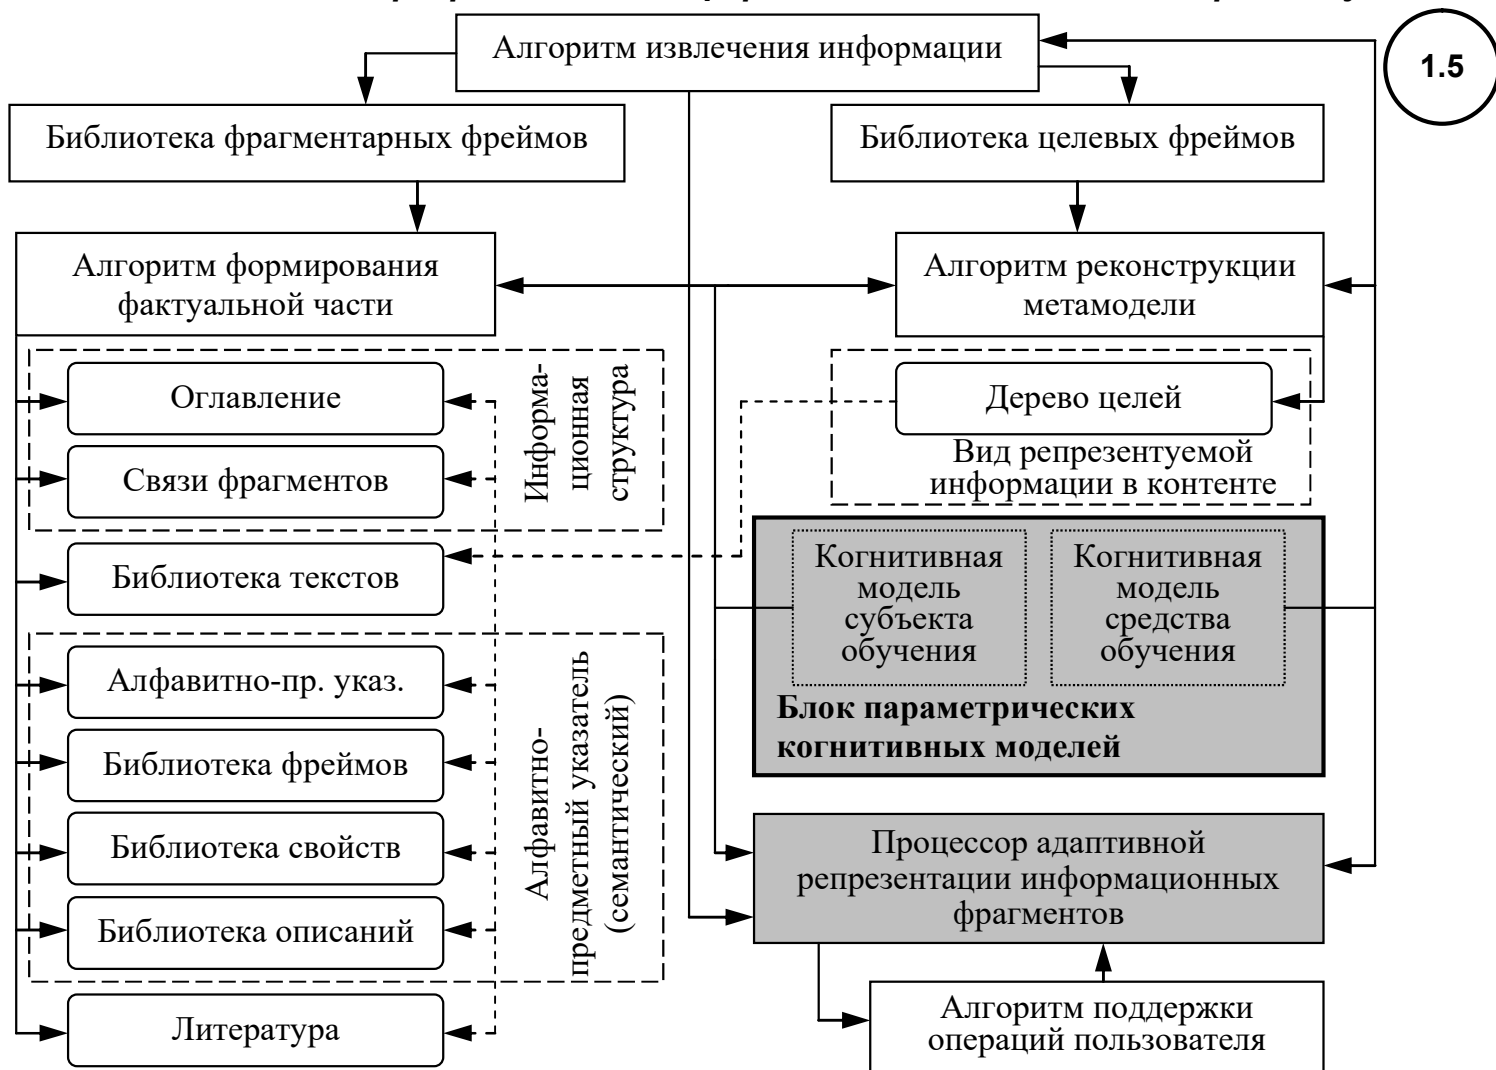 Алгоритм извлечения информации
1.5
Библиотека фрагментарных фреймов
Библиотека целевых фреймов
Алгоритм формирования
фактуальной части
Алгоритм реконструкции
метамодели
Оглавление
Связи фрагментов
Информа-
ционная
структура
Дерево целей
Вид репрезентуемой
информации в контенте
Библиотека текстов
Когнитивная
модель
субъекта
обучения
Когнитивная
модель
средства
обучения
Блок параметрических
когнитивных моделей
Алфавитно-пр. указ.
Библиотека фреймов
Библиотека свойств
Библиотека описаний
Алфавитно-
предметный указатель
(семантический)
Процессор адаптивной
репрезентации информационных
фрагментов
Литература
Алгоритм поддержки
операций пользователя